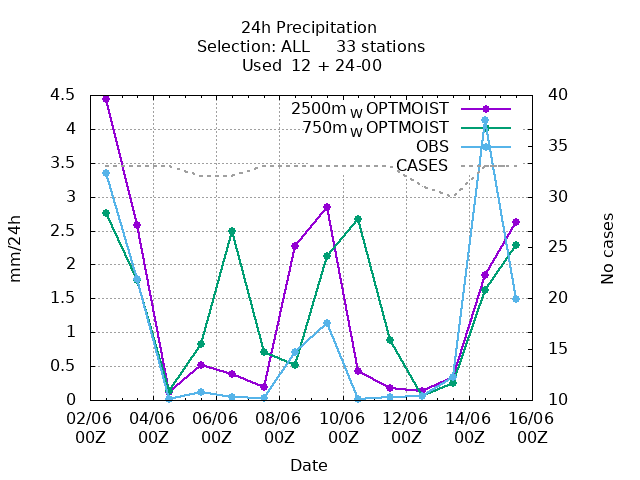 24h Precipitation
Selection: ALL 33 stations
Used 12 + 24-00
4.5
4
3.5
3
2.5
2
1.5
1
0.5
0
mm/24h
2500m W OPTMOIST
750m W OPTMOIST
OBS
CASES
40
35
30
25
20
15
10
No cases
02/06 04/06 06/06 08/06 10/06 12/06 14/06 16/06
00Z 00Z 00Z 00Z 00Z 00Z 00Z 00Z
Date